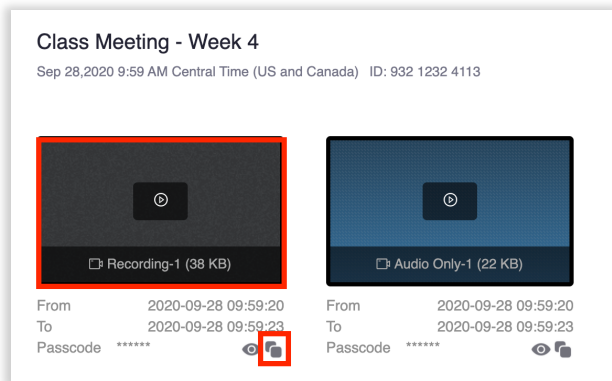 Class Meeting - Week 4
Sep 28,2020 9:59 AM Central Time (US and Canada) ID: 932 1232 4113
Recording-1 (38 KB)
Audio Only-1 (22 KB)
From 2020-09-28 09:59:20
To 2020-09-28 09:59:23
Passcode ******
From 2020-09-28 09:59:20
To 2020-09-28 09:59:23
Passcode ******